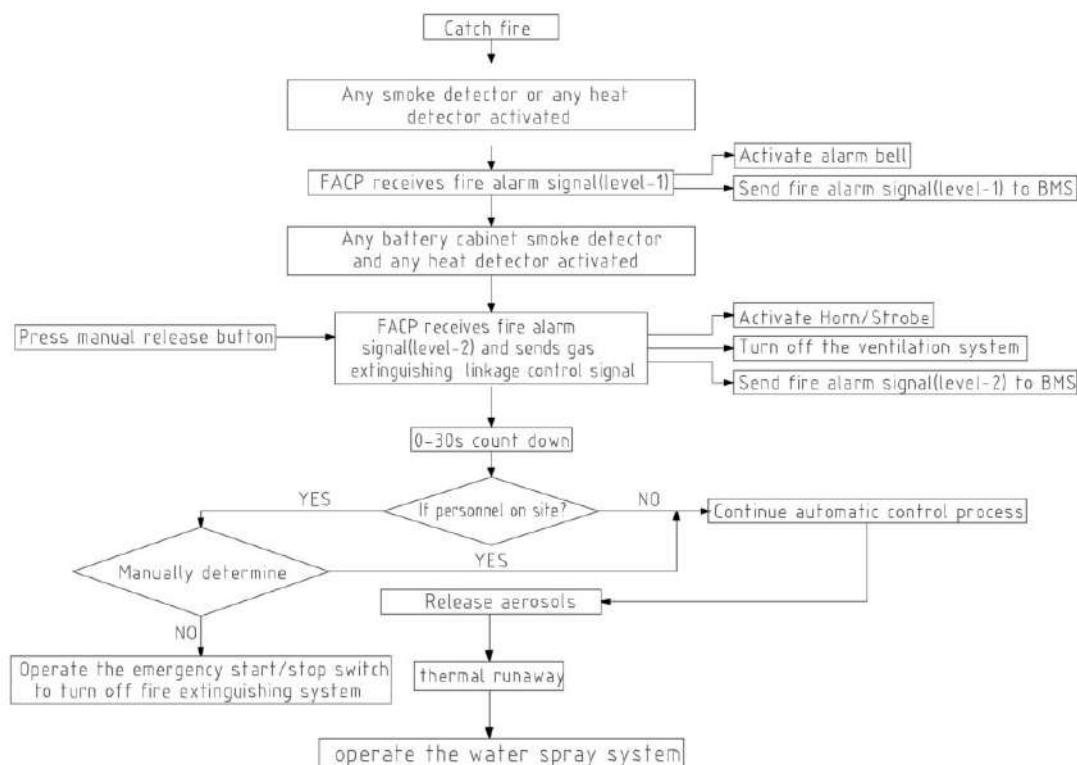 Catch fire
Any smoke detector or any heat
detector activated
Activate alarm bell
FACP receives fire alarm signal(level-1)
Send fire alarm signal(level-1) to BMS
Any battery cabinet smoke detector
and any heat detector activated
Press manual release button
FACP receives fire alarm
signal(level-2) and sends gas
extinguishing linkage control signal
Activate Horn/Strobe
Turn off the ventilation system
Send fire alarm signal(level-2) to BMS
0-30s count down
YES
If personnel on site?
NO
Continue automatic control process
Manually determine
YES
Release aerosols
NO
Operate the emergency start/stop switch
to turn off fire extinguishing system
thermal runaway
operate the water spray system